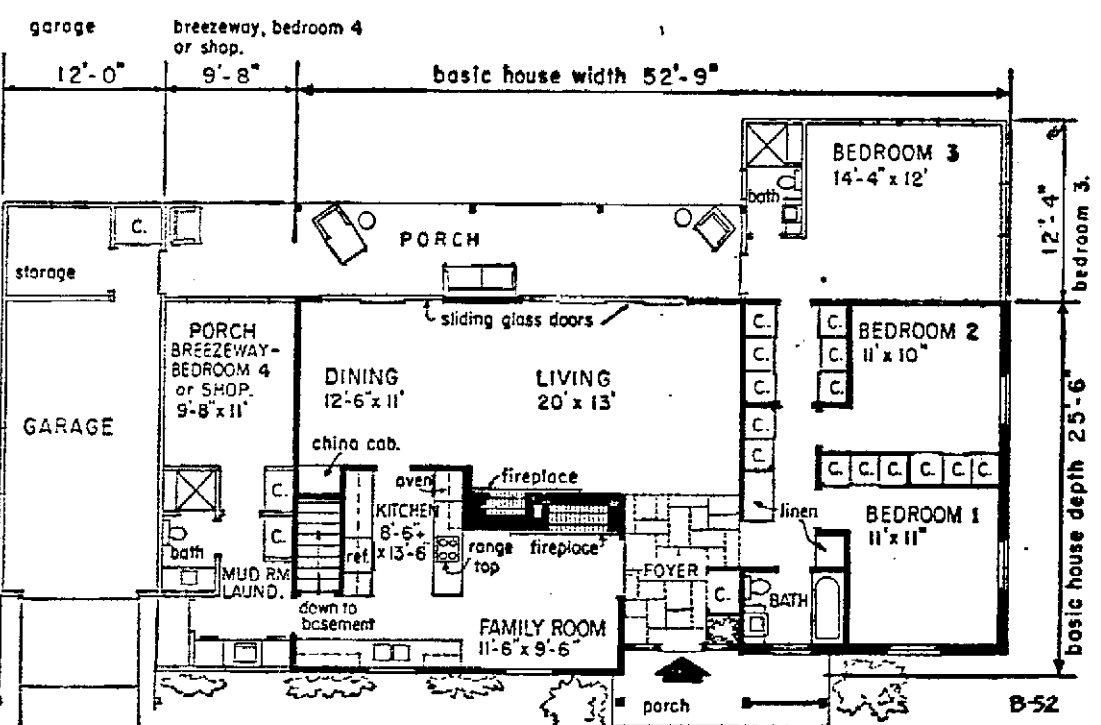 garage
breezeway, bedroom 4
or shop.
12'-0"
9'-8"
basic house width 52'-9"
BEDROOM 3
14'-4" x 12'
bath
12'-4"
bedroom 3.
C.
PORCH
storage
sliding glass doors
PORCH
BREEZEWAY-
BEDROOM 4
or SHOP.
9'-8" x 11'
DINING
12'-6" x 11'
LIVING
20' x 13'
C.
C.
C.
C.
C.
C.
C.
C.
BEDROOM 2
11' x 10"
GARAGE
china cab.
oven
fireplace
C.
C.
C.
C.
C.
C.
C.
KITCHEN
8'-6"+
x 13'-6
ref.
range
top
fireplace
linen
BEDROOM 1
11' x 11"
basic house depth 25'-6"
bath
C.
MUD RM
LAUND.
down to
basement
FOYER
C.
BATH
FAMILY ROOM
11'-6" x 9'-6"
porch
B-52